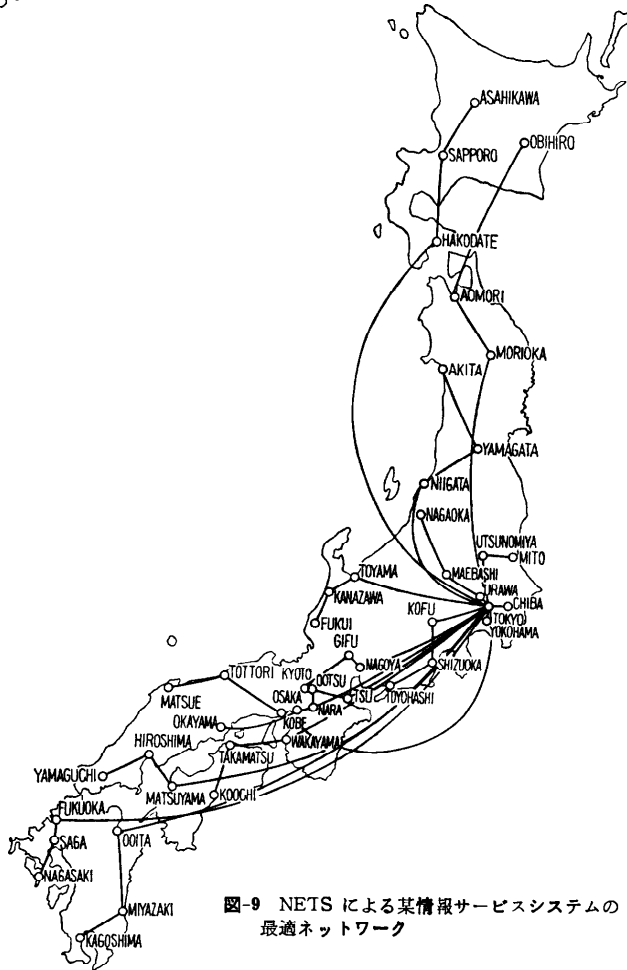 ASAHIKAWA
OBIHIRO
SAPPORO
HAKODATE
AOMORI
MORIOKA
AKITA
YAMAGATA
NIIGATA
NAGAOKA
UTSUNOMIYA
MITO
MAEBASHI
URAWA
TOYAMA
KANAZAWA
KOFU
CHIBA
TOKYO
YOKOHAMA
FUKUI
GIFU
NAGOYA
SHIZUOKA
TOTTORI
KYOTO
OOTSU
MATSUE
OSAKA
TSU
TOYOHASHI
NARA
OKAYAMA
KOBE
WAKAYAMA
HIROSHIMA
TAKAMATSU
YAMAGUCHI
MATSUYAMA
KOOCHI
FUKUOKA
OOITA
SAGA
NAGASAKI
MIYAZAKI
KAGOSHIMA
図-9 NETS による某情報サービスシステムの
最適ネットワーク